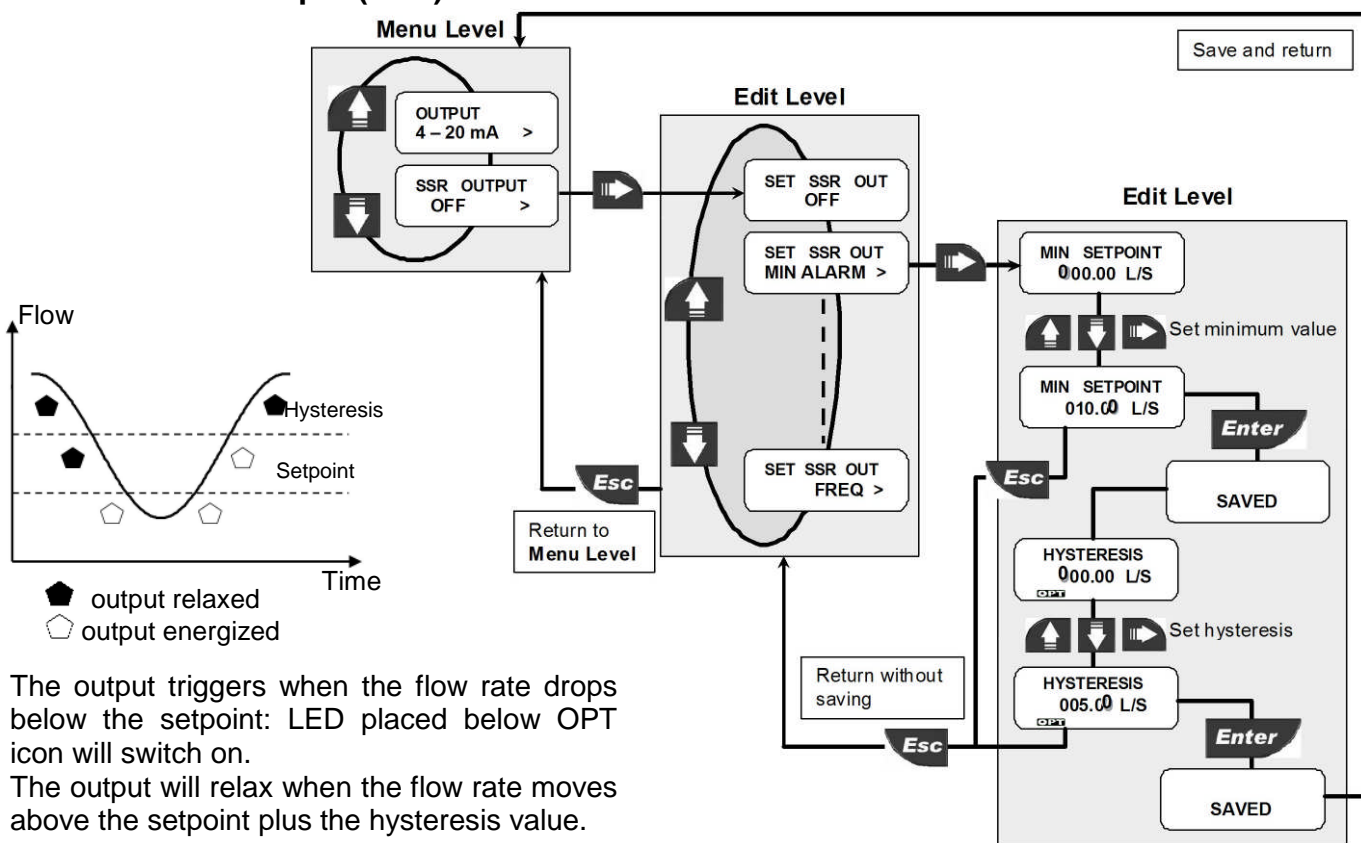 Menu Level
Save and return
OUTPUT
4 – 20 mA >
SSR OUTPUT
OFF >
Edit Level
SET SSR OUT
OFF
SET SSR OUT
MIN ALARM >
SET SSR OUT
FREQ >
Esc
Return to
Menu Level
Edit Level
MIN SETPOINT
000.00 L/S
Set minimum value
MIN SETPOINT
010.00 L/S
Enter
Esc
SAVED
HYSTERESIS
000.00 L/S
OPT
Set hysteresis
HYSTERESIS
005.00 L/S
OPT
Enter
SAVED
Return without
saving
Esc
Flow
Hysteresis
Setpoint
Time
output relaxed
output energized
The output triggers when the flow rate drops
below the setpoint: LED placed below OPT
icon will switch on.
The output will relax when the flow rate moves
above the setpoint plus the hysteresis value.